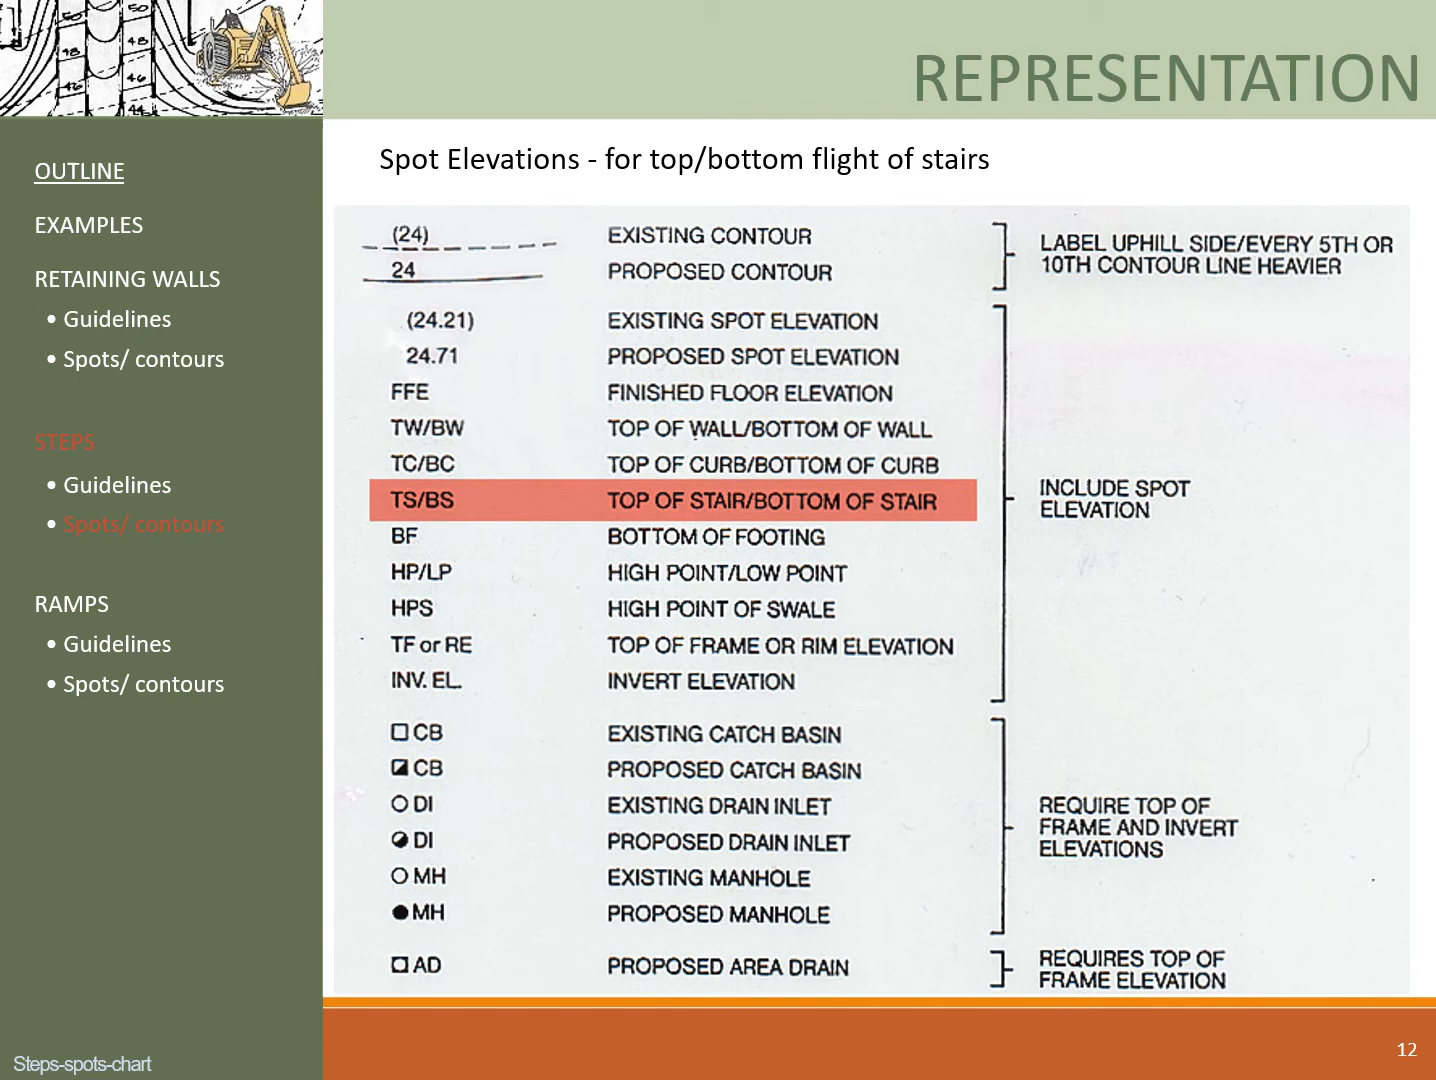 50 50
48 48
46 46
44
REPRESENTATION
OUTLINE
EXAMPLES
RETAINING WALLS
• Guidelines
• Spots/ contours
STEPS
• Guidelines
• Spots/ contours
RAMPS
• Guidelines
• Spots/ contours
Steps-spots-chart
Spot Elevations - for top/bottom flight of stairs
(24) EXISTING CONTOUR
24 PROPOSED CONTOUR
LABEL UPHILL SIDE/EVERY 5TH OR
10TH CONTOUR LINE HEAVIER
(24.21) EXISTING SPOT ELEVATION
24.71 PROPOSED SPOT ELEVATION
FFE FINISHED FLOOR ELEVATION
TW/BW TOP OF WALL/BOTTOM OF WALL
TC/BC TOP OF CURB/BOTTOM OF CURB
TS/BS TOP OF STAIR/BOTTOM OF STAIR
BF BOTTOM OF FOOTING
HP/LP HIGH POINT/LOW POINT
HPS HIGH POINT OF SWALE
TF or RE TOP OF FRAME OR RIM ELEVATION
INV. EL. INVERT ELEVATION
INCLUDE SPOT
ELEVATION
CB EXISTING CATCH BASIN
CB PROPOSED CATCH BASIN
DI EXISTING DRAIN INLET
DI PROPOSED DRAIN INLET
MH EXISTING MANHOLE
MH PROPOSED MANHOLE
REQUIRE TOP OF
FRAME AND INVERT
ELEVATIONS
AD PROPOSED AREA DRAIN
REQUIRES TOP OF
FRAME ELEVATION
12